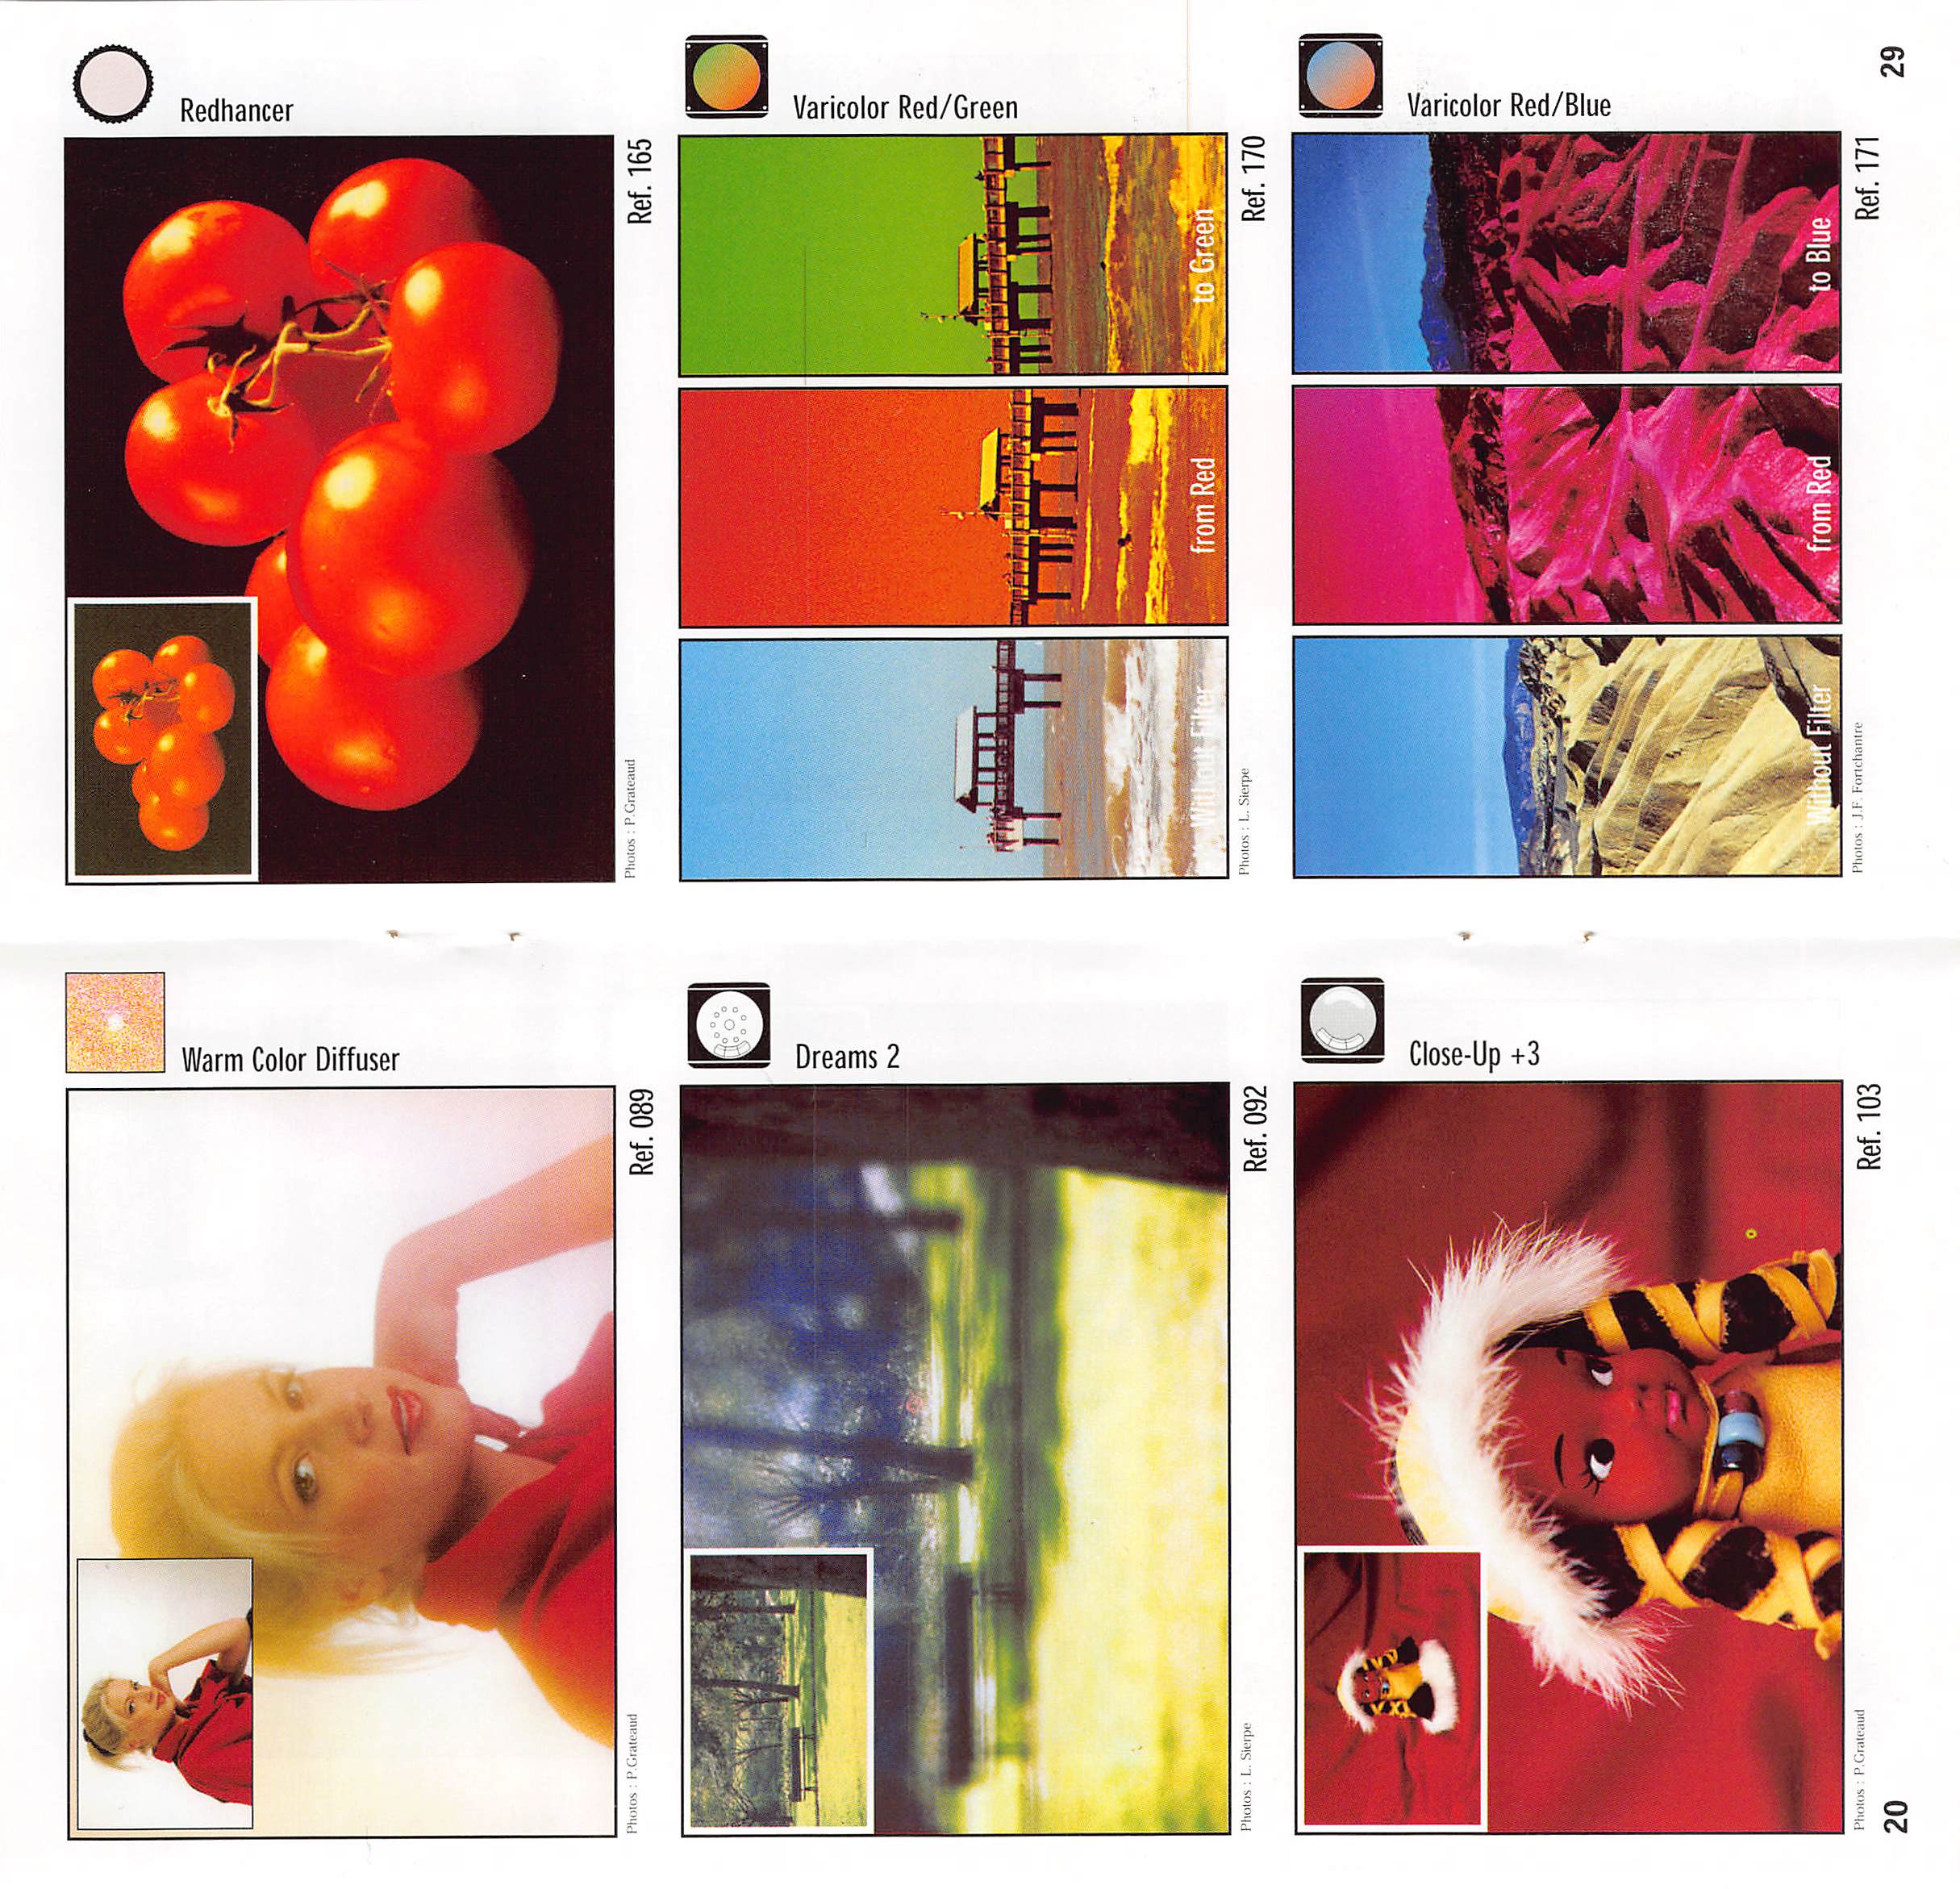 Redhancer
Ref. 165
Photos : P.Grateaud
Varicolor Red/Green
Ref. 170
to Green
from Red
Without Filter
Photos : L. Sierpe
Varicolor Red/Blue
Ref. 171
to Blue
from Red
Without Filter
Photos : J.F. Fortchantre
29
Warm Color Diffuser
Ref. 089
Photos : P.Grateaud
Dreams 2
Ref. 092
Photos : L. Sierpe
Close-Up +3
Ref. 103
Photos : P.Grateaud
20